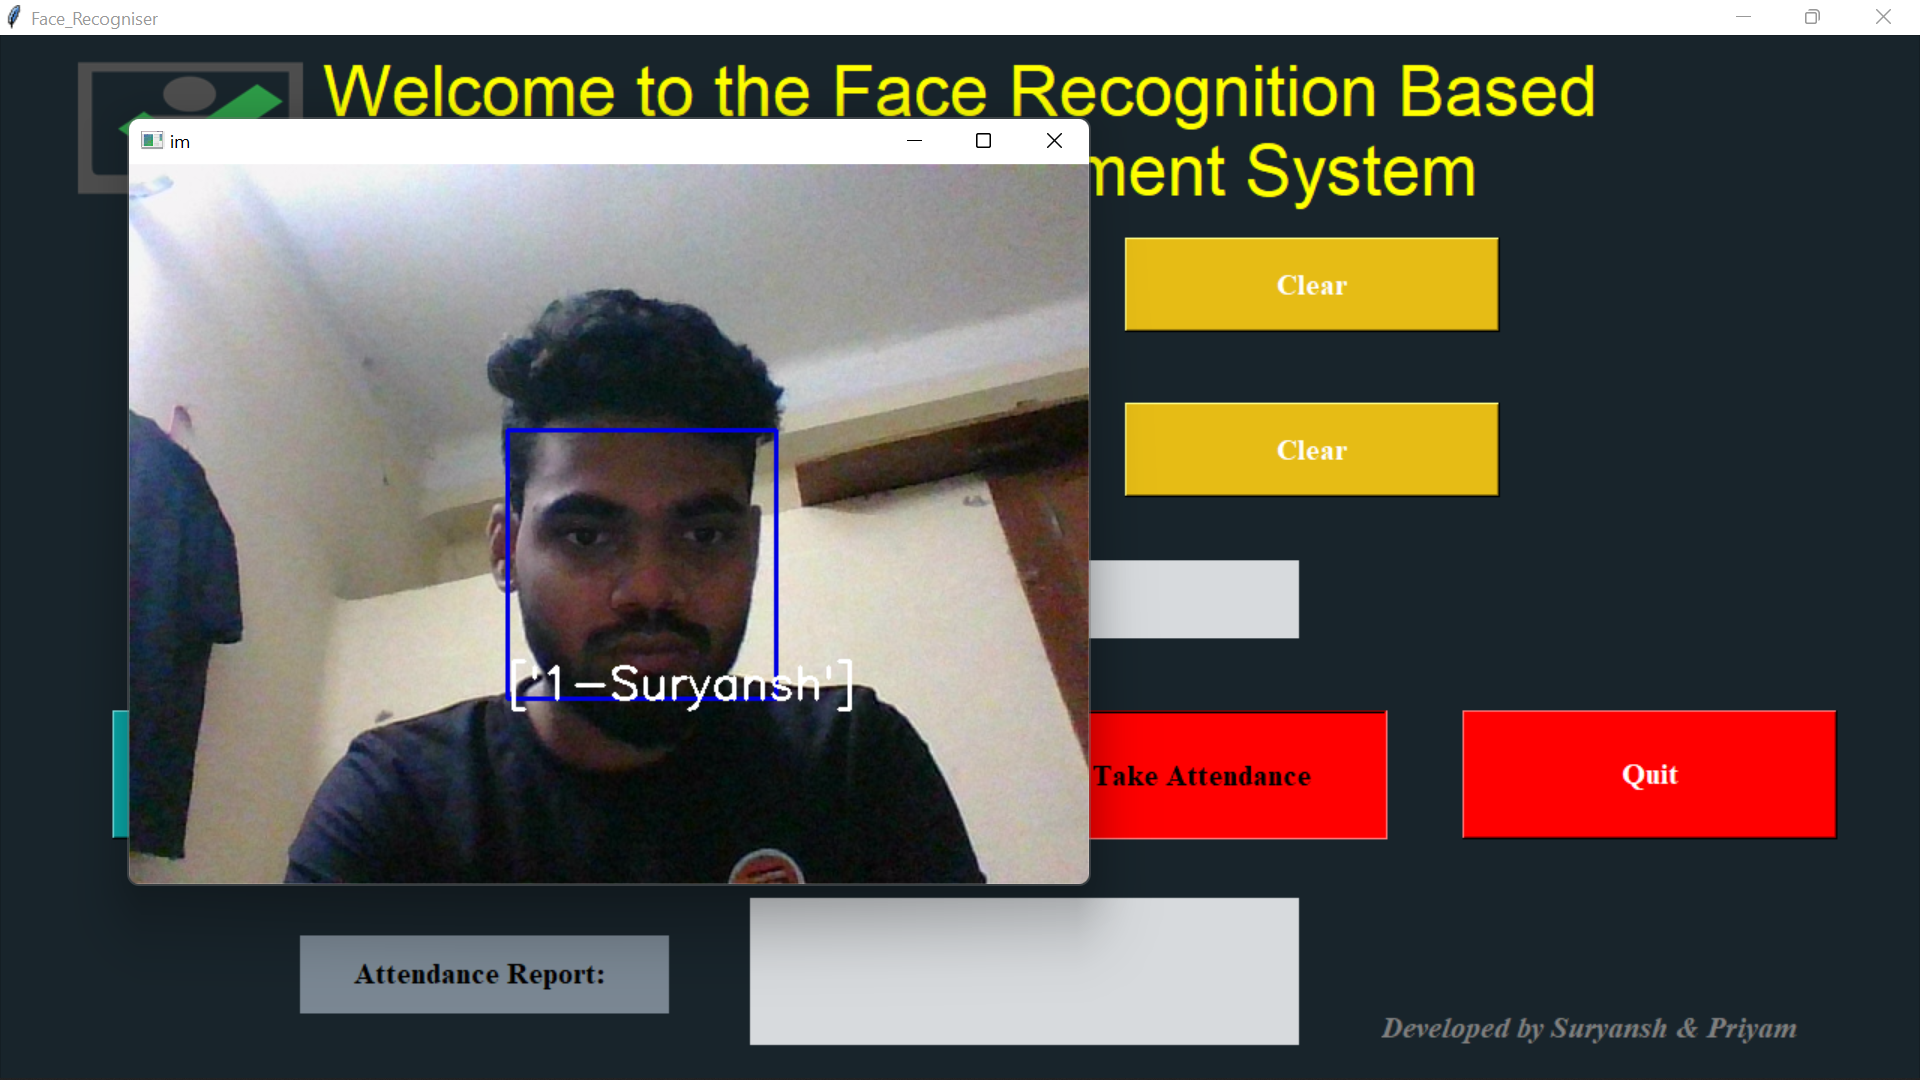 Face_Recogniser
Welcome to the Face Recognition Based
ment System
im
Clear
Clear
['1-Suryansh']
Take Attendance
Quit
Attendance Report:
Developed by Suryansh & Priyam